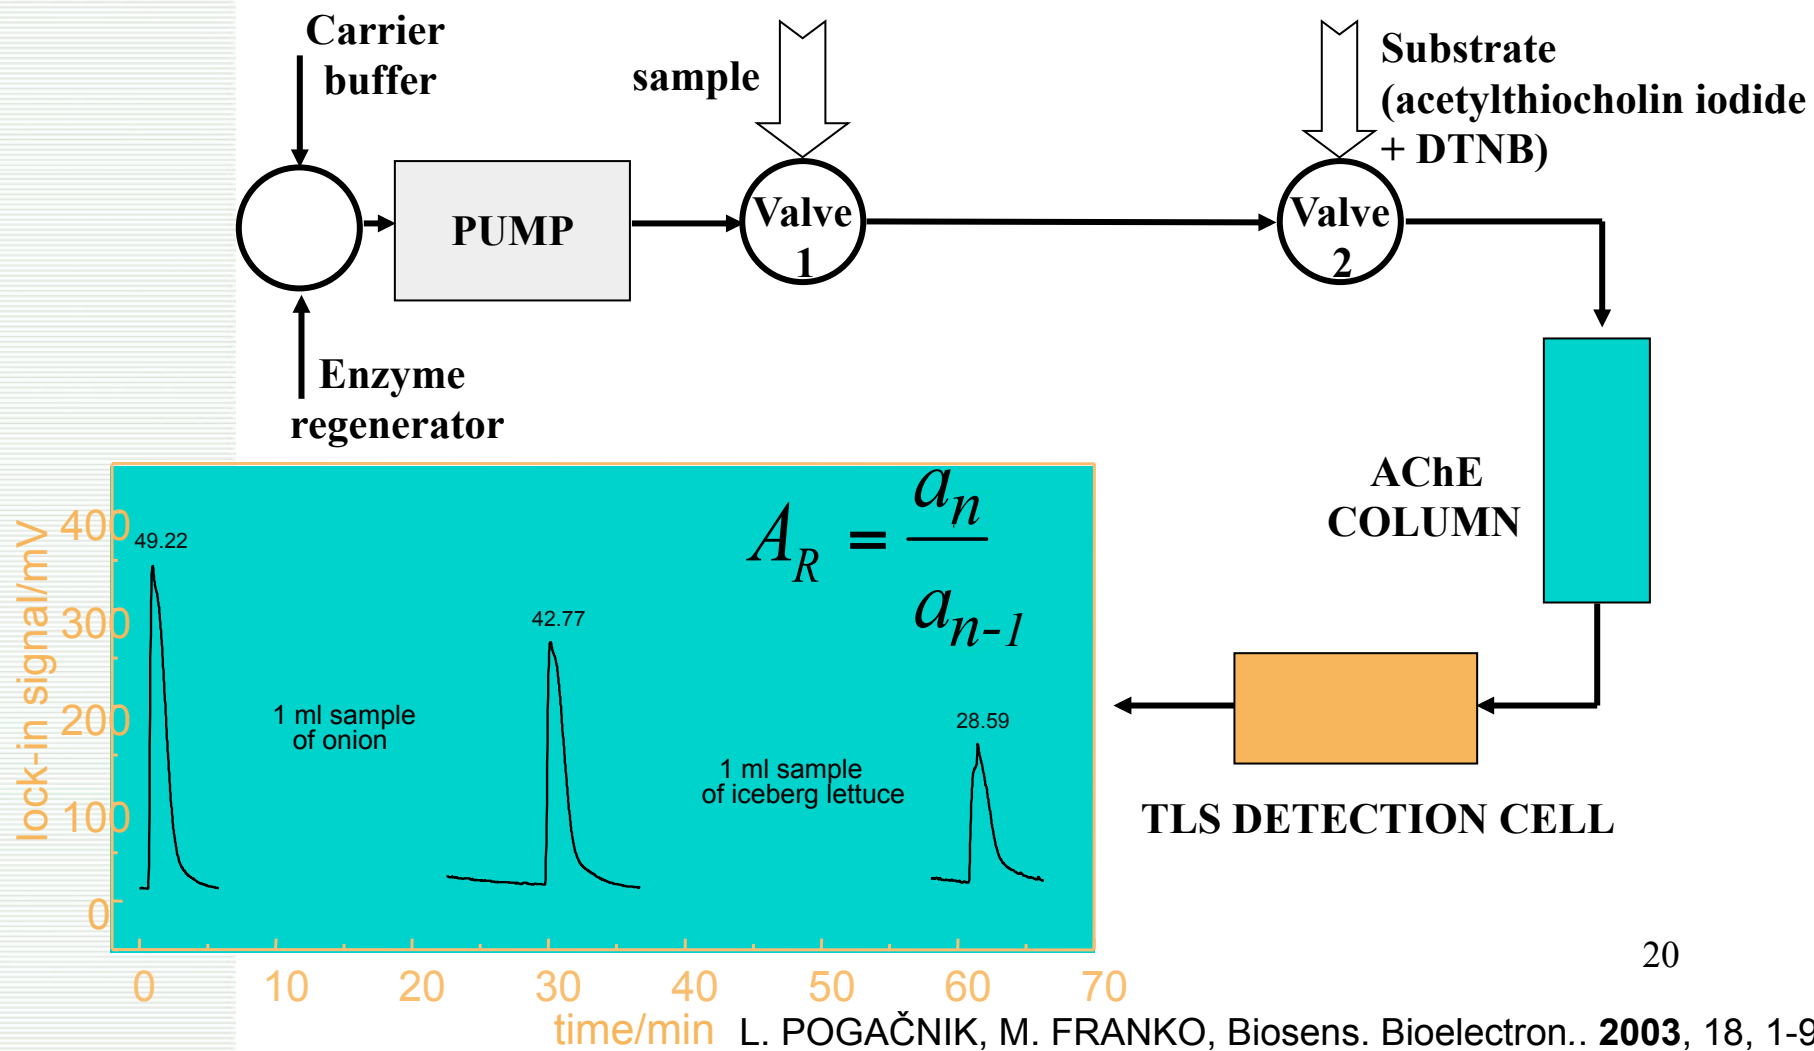 Carrier
buffer
sample
Substrate
(acetylthiocholin iodide
+ DTNB)
PUMP
Valve
1
Valve
2
Enzyme
regenerator
AChE
COLUMN
TLS DETECTION CELL
A_R = a_n / a_{n-1}
lock-in signal/mV
400
300
200
100
0
49.22
42.77
28.59
1 ml sample
of onion
1 ml sample
of iceberg lettuce
0 10 20 30 40 50 60 70
time/min
20
L. POGAČNIK, M. FRANKO, Biosens. Bioelectron.. 2003, 18, 1-9